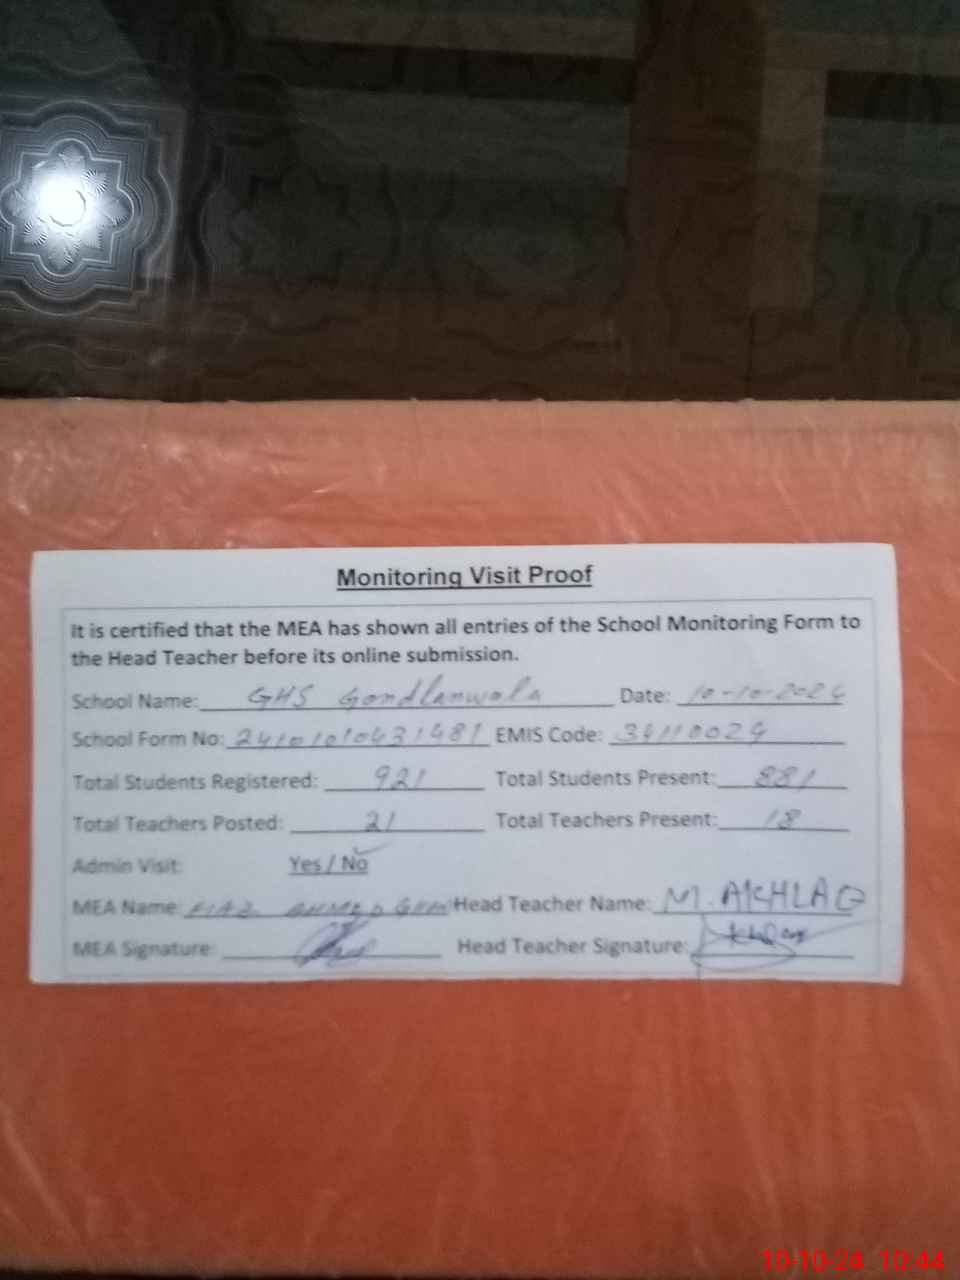 Monitoring Visit Proof
It is certified that the MEA has shown all entries of the School Monitoring Form to
the Head Teacher before its online submission.
School Name: GHS Gondlanwala Date: 10-10-2024
School Form No: 24101010431481 EMIS Code: 34110024
Total Students Registered: 921 Total Students Present: 881
Total Teachers Posted: 21 Total Teachers Present: 18
Admin Visit: Yes / No
MEA Name: AHMED Head Teacher Name: M. AKHLAQ
MEA Signature: Head Teacher Signature:
10-10-24 10:44